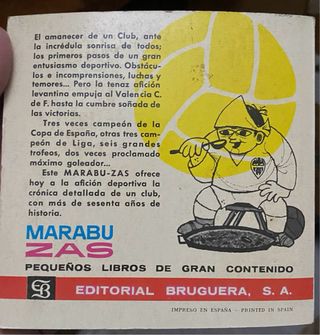 El amanecer de un Club, ante
la incrédula sonrisa de todos;
los primeros pasos de un gran
entusiasmo deportivo. Obstácu-
los e incomprensiones, luchas y
temores... Pero la tenaz afición
levantina empuja al Valencia C.
de F. hasta la cumbre soñada de
las victorias.
Tres veces campeón de la
Copa de España, otras tres cam-
peón de Liga, seis grandes
trofeos, dos veces proclamado
máximo goleador...
Este MARABU-ZAS ofrece
hoy a la afición deportiva la
crónica detallada de un club,
con más de sesenta años de
historia.
MARABU
ZAS
PEQUEÑOS LIBROS DE GRAN CONTENIDO
EDITORIAL BRUGUERA, S. A.
IMPRESO EN ESPAÑA - PRINTED IN SPAIN